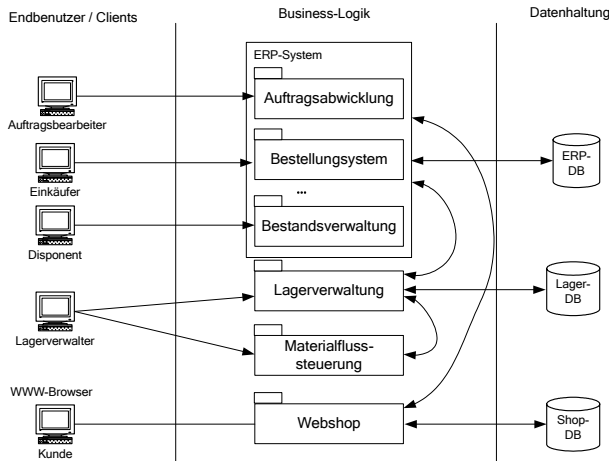 Endbenutzer / Clients
Business-Logik
Datenhaltung
ERP-System
Auftragsabwicklung
Auftragsbearbeiter
Bestellungsystem
ERP-
DB
Einkäufer
...
Bestandsverwaltung
Disponent
Lagerverwaltung
Lager-
DB
Lagerverwalter
Materialfluss-
steuerung
WWW-Browser
Webshop
Shop-
DB
Kunde